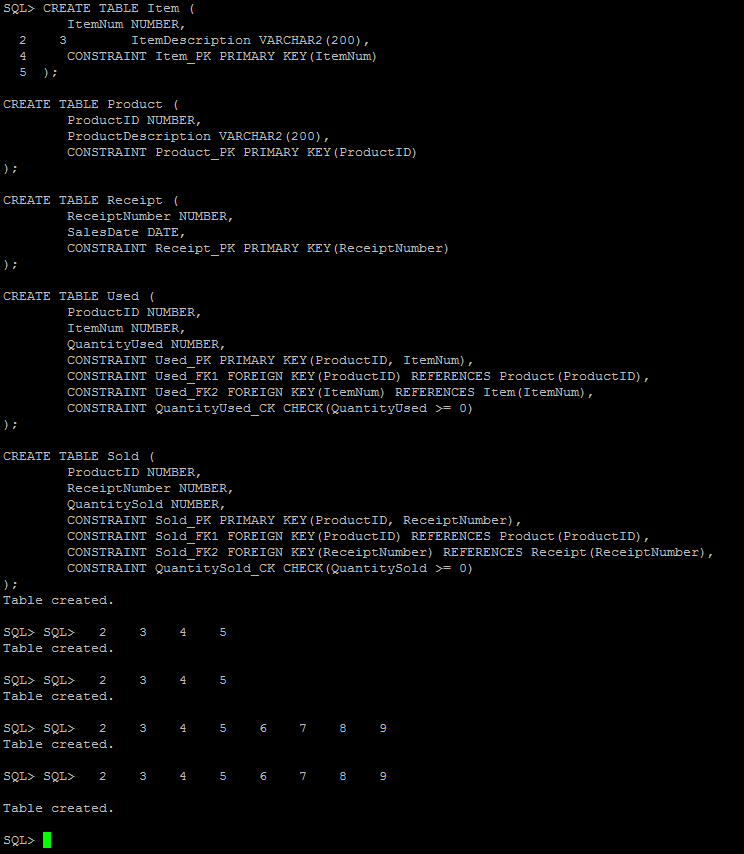 SQL> CREATE TABLE Item (
        ItemNum NUMBER,
  2    3        ItemDescription VARCHAR2(200),
  4     CONSTRAINT Item_PK PRIMARY KEY(ItemNum)
  5  );
CREATE TABLE Product (
        ProductID NUMBER,
        ProductDescription VARCHAR2(200),
        CONSTRAINT Product_PK PRIMARY KEY(ProductID)
);
CREATE TABLE Receipt (
        ReceiptNumber NUMBER,
        SalesDate DATE,
        CONSTRAINT Receipt_PK PRIMARY KEY(ReceiptNumber)
);
CREATE TABLE Used (
        ProductID NUMBER,
        ItemNum NUMBER,
        QuantityUsed NUMBER,
        CONSTRAINT Used_PK PRIMARY KEY(ProductID, ItemNum),
        CONSTRAINT Used_FK1 FOREIGN KEY(ProductID) REFERENCES Product(ProductID),
        CONSTRAINT Used_FK2 FOREIGN KEY(ItemNum) REFERENCES Item(ItemNum),
        CONSTRAINT QuantityUsed_CK CHECK(QuantityUsed >= 0)
);
CREATE TABLE Sold (
        ProductID NUMBER,
        ReceiptNumber NUMBER,
        QuantitySold NUMBER,
        CONSTRAINT Sold_PK PRIMARY KEY(ProductID, ReceiptNumber),
        CONSTRAINT Sold_FK1 FOREIGN KEY(ProductID) REFERENCES Product(ProductID),
        CONSTRAINT Sold_FK2 FOREIGN KEY(ReceiptNumber) REFERENCES Receipt(ReceiptNumber),
        CONSTRAINT QuantitySold_CK CHECK(QuantitySold >= 0)
);
Table created.
SQL> SQL>   2    3    4    5
Table created.
SQL> SQL>   2    3    4    5
Table created.
SQL> SQL>   2    3    4    5    6    7    8    9
Table created.
SQL> SQL>   2    3    4    5    6    7    8    9
Table created.
SQL>